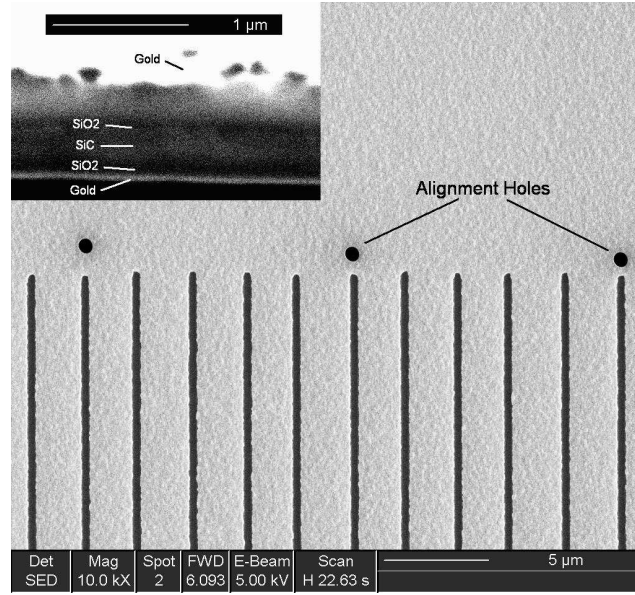 1 µm
Gold
SiO2
SiC
SiO2
Gold
Alignment Holes
Det Mag Spot FWD E-Beam Scan 5 µm
SED 10.0 kX 2 6.093 5.00 kV H 22.63 s